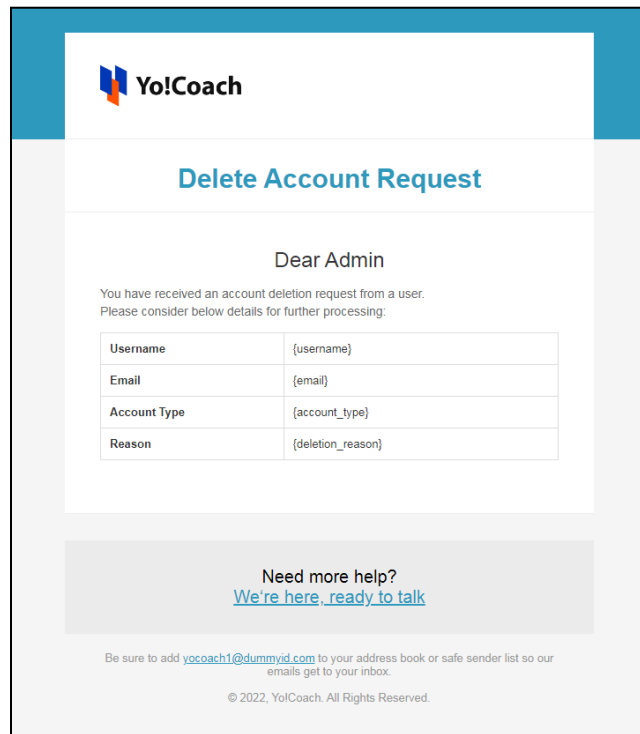 Yo!Coach
Delete Account Request
Dear Admin
You have received an account deletion request from a user.
Please consider below details for further processing:
Username {username}
Email {email}
Account Type {account_type}
Reason {deletion_reason}
Need more help?
We're here, ready to talk
Be sure to add yocoach1@dummyid.com to your address book or safe sender list so our
emails get to your inbox.
© 2022, Yo!Coach. All Rights Reserved.